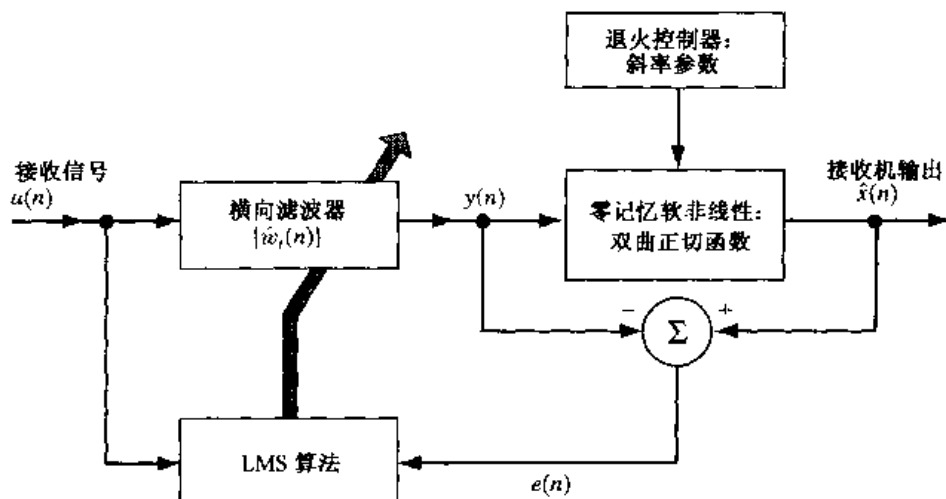 退火控制器：
斜率参数
接收信号
u(n)
横向滤波器
{ŵᵢ(n)}
y(n)
零记忆软非线性：
双曲正切函数
接收机输出
x̂(n)
−
+
Σ
LMS 算法
e(n)